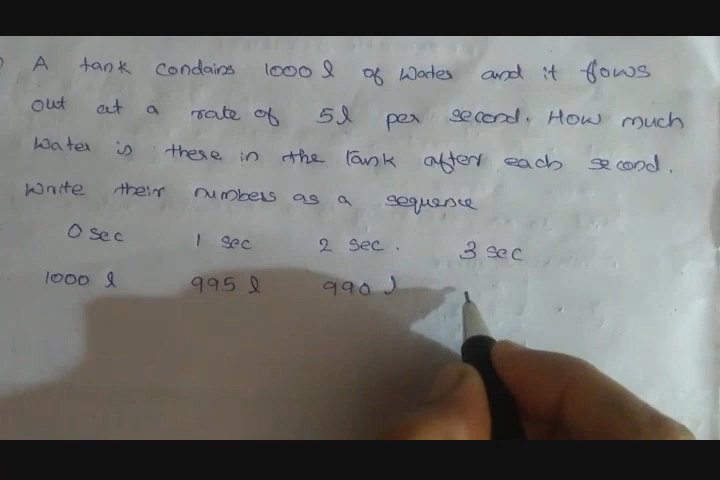 A tank condains 1000 l of water and it flows
out at a rate of 5l per second. How much
water is there in the tank after each second.
Write their numbers as a sequence
0 sec 1 sec 2 sec. 3 sec
1000 l 995 l 990 l